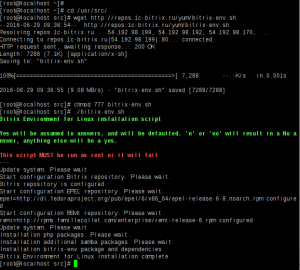 [root@localhost ~]#
[root@localhost ~]# cd /usr/src/
[root@localhost src]# wget http://repos.1c-bitrix.ru/yum/bitrix-env.sh
--2016-06-29 09:36:54-- http://repos.1c-bitrix.ru/yum/bitrix-env.sh
Resolving repos.1c-bitrix.ru... 54.192.98.199, 54.192.98.142, 54.192.98.170, ...
Connecting to repos.1c-bitrix.ru|54.192.98.199|:80... connected.
HTTP request sent, awaiting response... 200 OK
Length: 7288 (7.1K) [application/x-sh]
Saving to: "bitrix-env.sh"
100%[======================================>] 7,288 --.-K/s in 0.001s
2016-06-29 09:36:55 (9.08 MB/s) - "bitrix-env.sh" saved [7288/7288]
[root@localhost src]# chmod 777 bitrix-env.sh
[root@localhost src]# ./bitrix-env.sh
Bitrix Environment for Linux installation script
Yes will be assumed to answers, and will be defaulted. 'n' or 'no' will result in a No a
nswer, anything else will be a yes.
This script MUST be run as root or it will fail
---
Update system. Please wait.
Start configuration Bitrix repository. Please wait.
Bitrix repository is configured
Start configuration EPEL repository. Please wait.
epel=http://dl.fedoraproject.org/pub/epel/6/x86_64/epel-release-6-8.noarch.rpm configure
d
Start configuration REMI repository. Please wait.
remi=http://rpms.famillecollet.com/enterprise/remi-release-6.rpm configured
Update system. Please wait
Installation php packages. Please wait.
Installation additional samba packages. Please wait.
Installation bitrix-env package and dependencies
Bitrix Environment for Linux installation complete
[root@localhost src]#